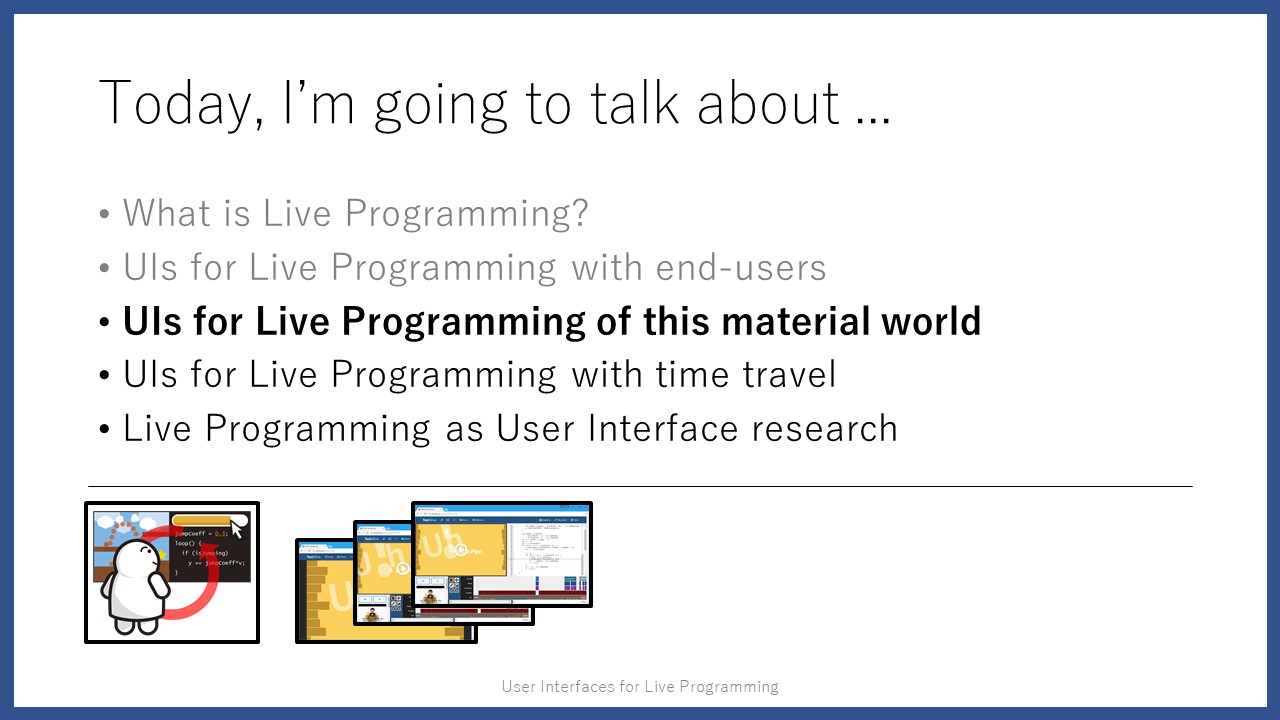 Today, I'm going to talk about ...
• What is Live Programming?
• UIs for Live Programming with end-users
• UIs for Live Programming of this material world
• UIs for Live Programming with time travel
• Live Programming as User Interface research
jumpCoeff = 0.3;
loop() {
if (isJumping)
y += jumpCoeff*v;
}
User Interfaces for Live Programming